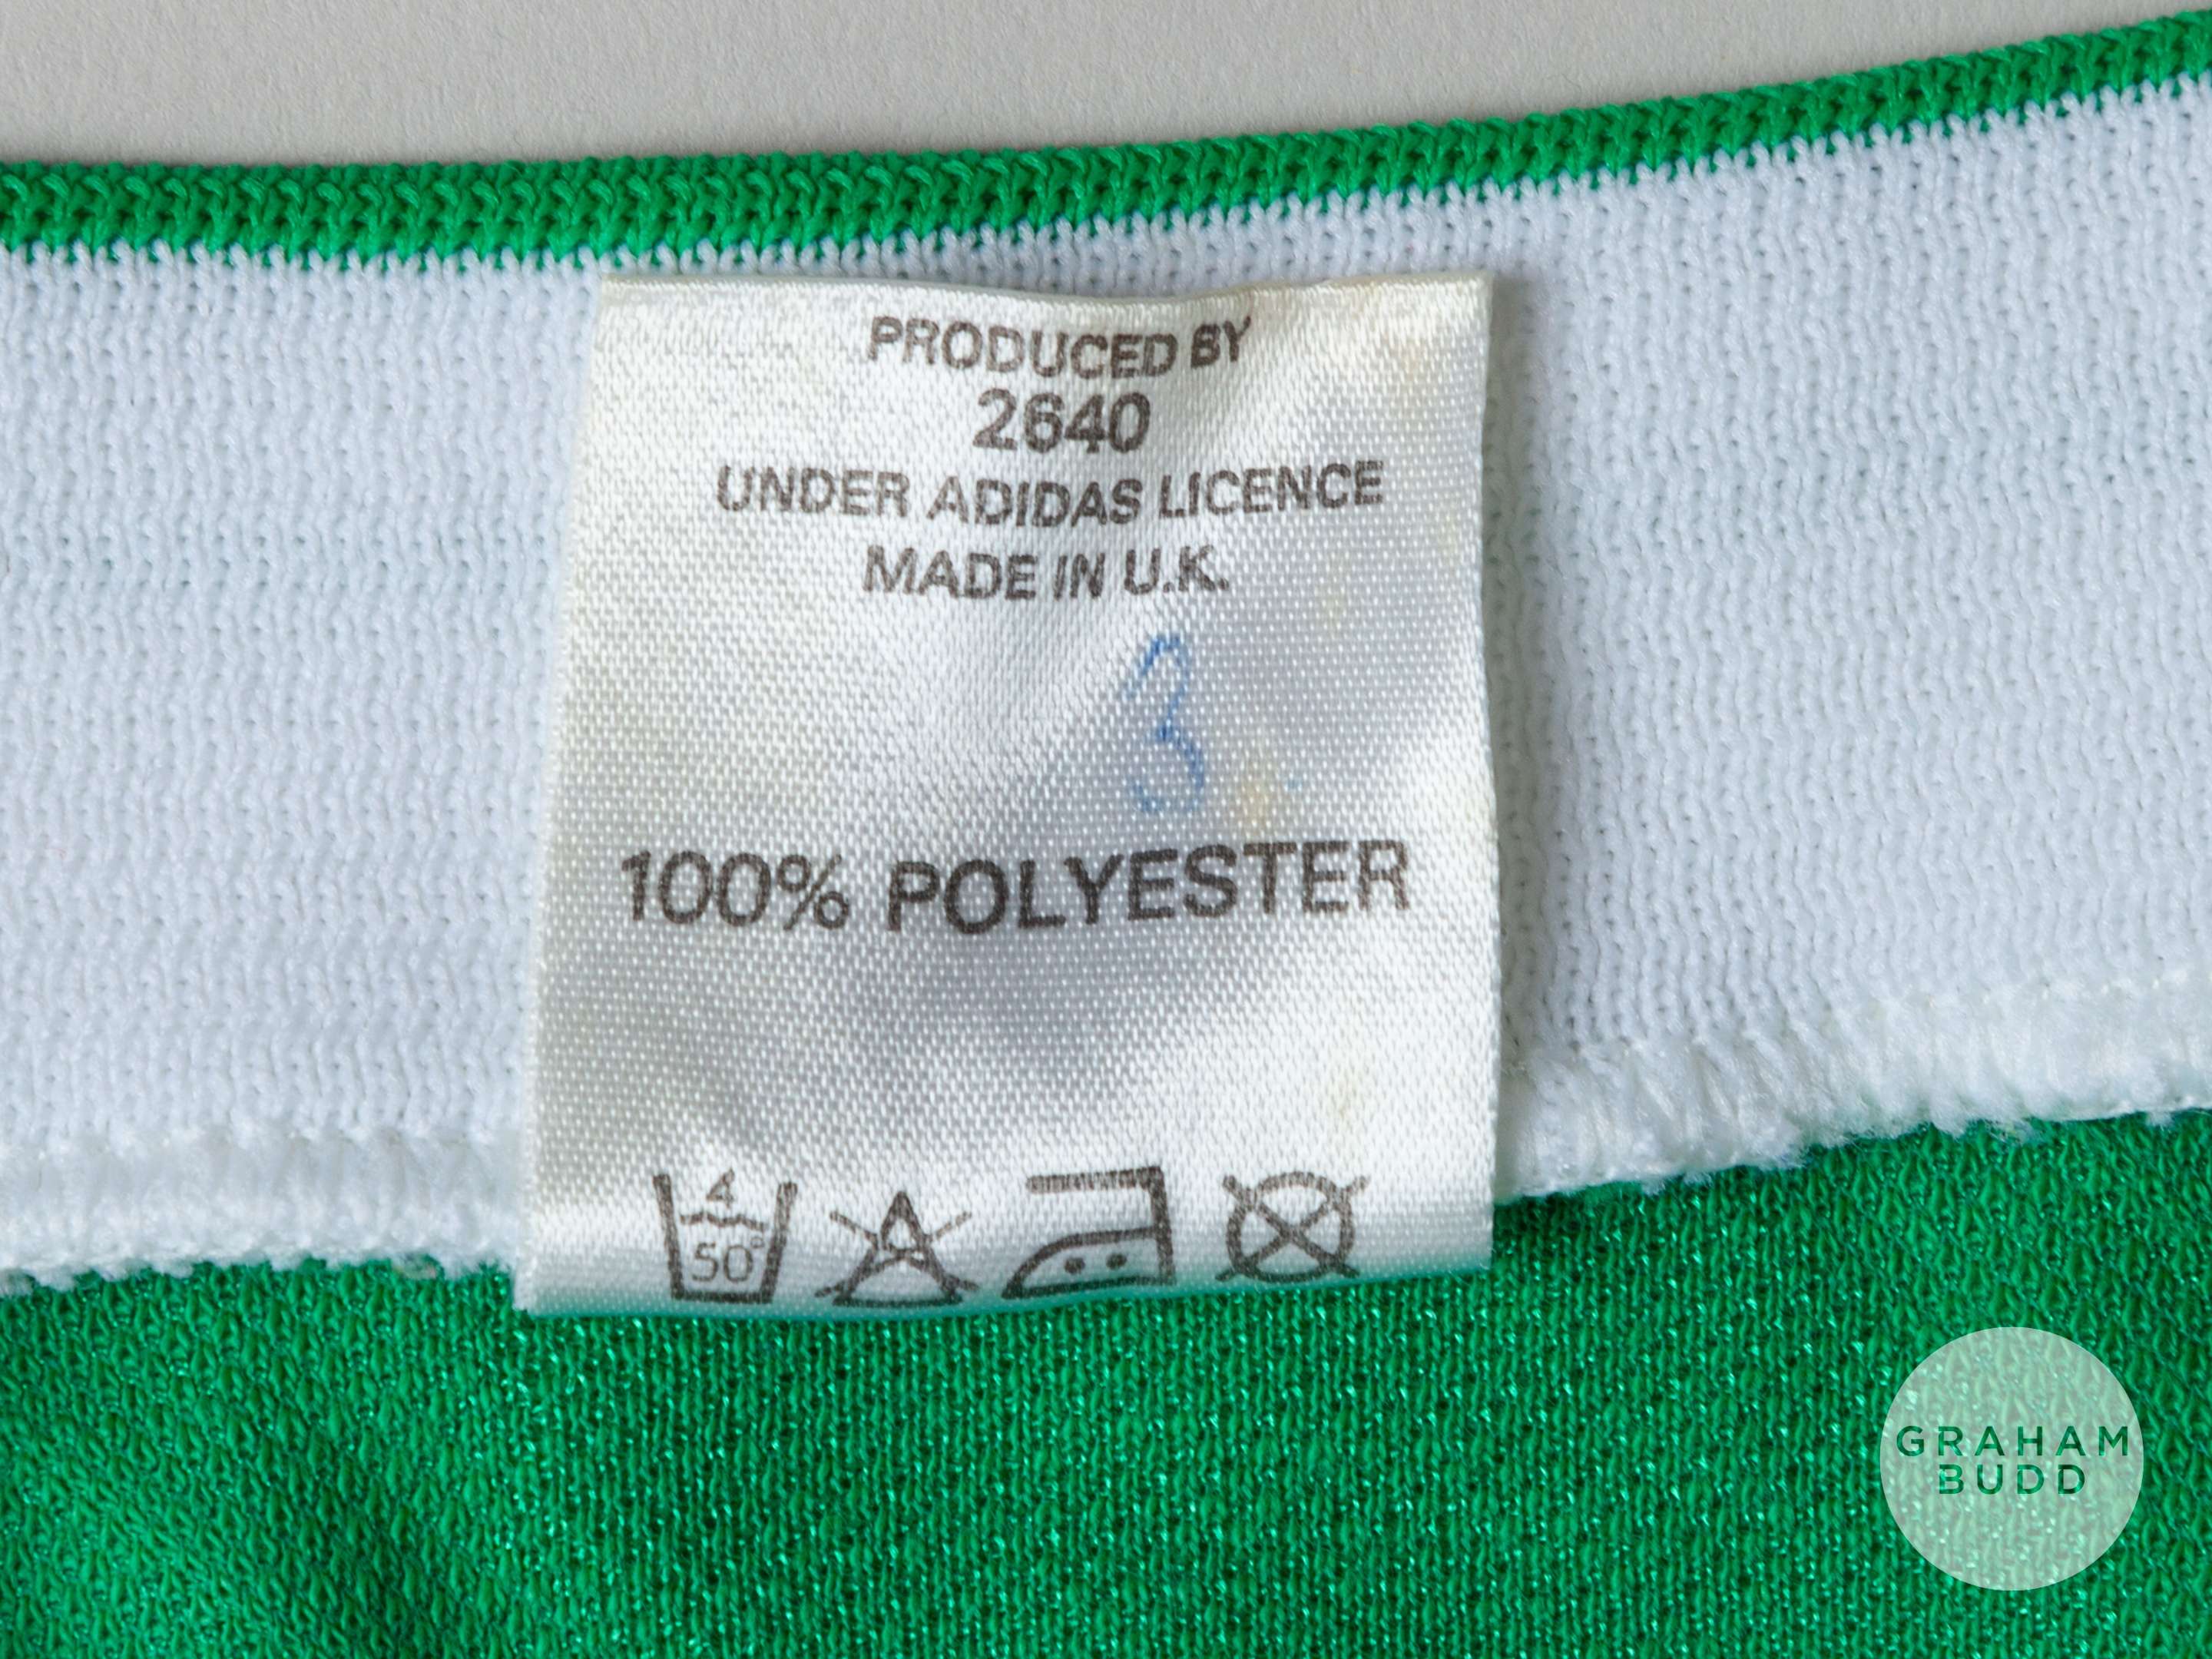 PRODUCED BY
2640
UNDER ADIDAS LICENCE
MADE IN U.K.
3
100% POLYESTER
4
50°
GRAHAM
BUDD